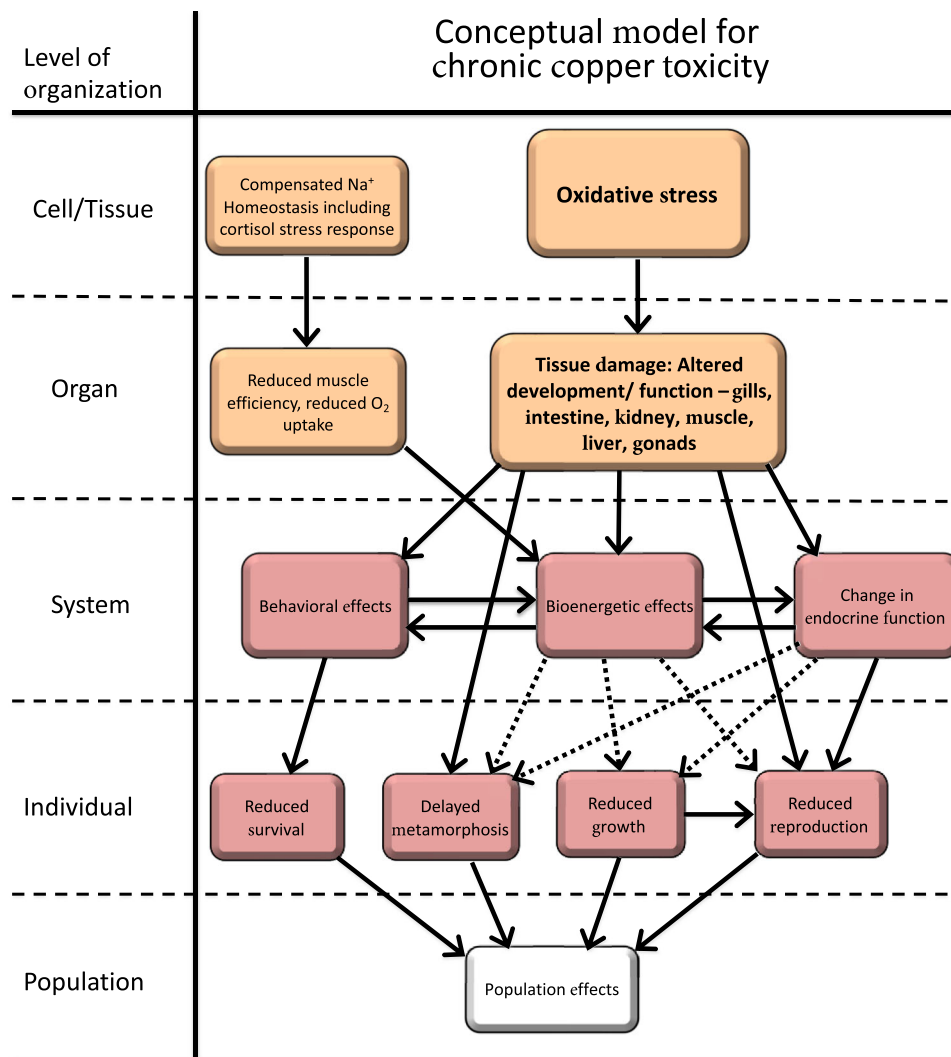 Level of
organization
Conceptual model for
chronic copper toxicity
Cell/Tissue
Compensated Na⁺
Homeostasis including
cortisol stress response
Oxidative stress
Organ
Reduced muscle
efficiency, reduced O₂
uptake
Tissue damage: Altered
development/ function – gills,
intestine, kidney, muscle,
liver, gonads
System
Behavioral effects
Bioenergetic effects
Change in
endocrine function
Individual
Reduced
survival
Delayed
metamorphosis
Reduced
growth
Reduced
reproduction
Population
Population effects